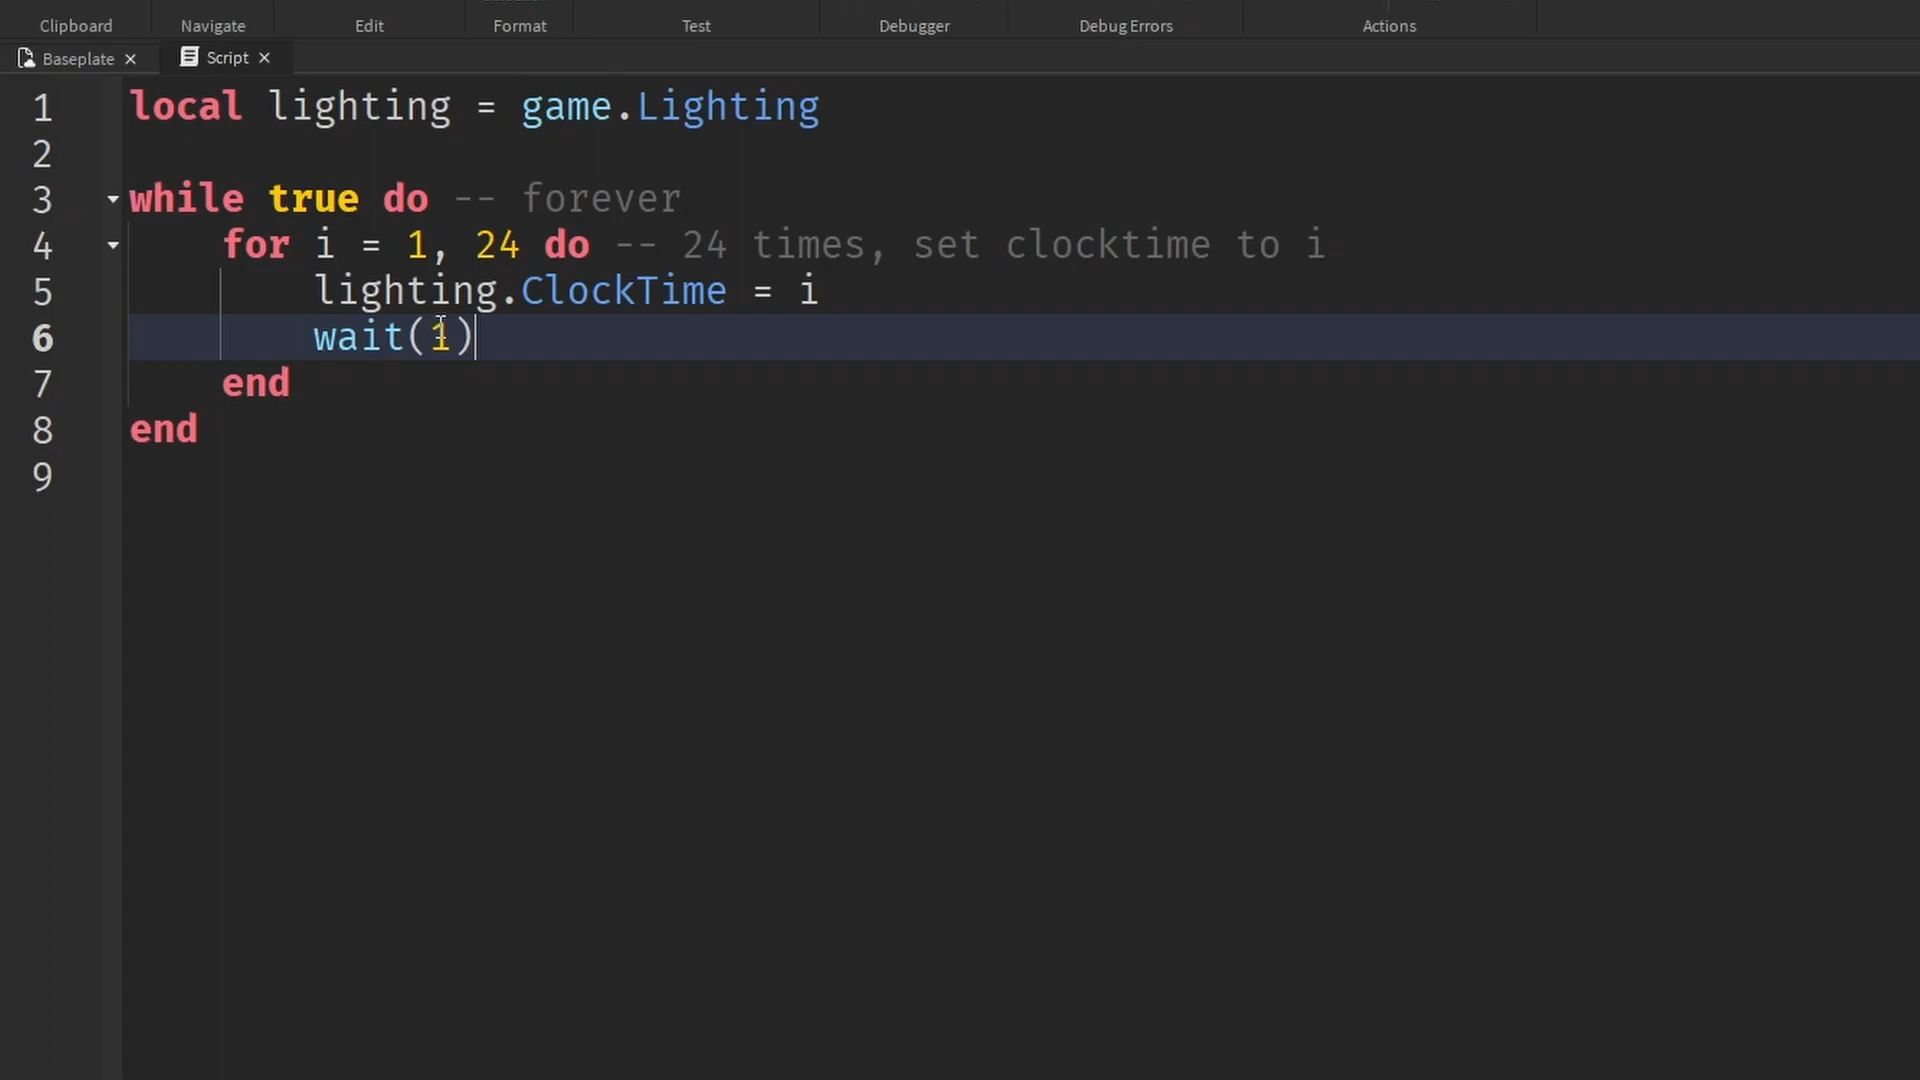 Clipboard Navigate Edit Format Test Debugger Debug Errors Actions
Baseplate × Script ×
1 local lighting = game.Lighting
2
3 while true do -- forever
4 for i = 1, 24 do -- 24 times, set clocktime to i
5 lighting.ClockTime = i
6 wait(1)
7 end
8 end
9